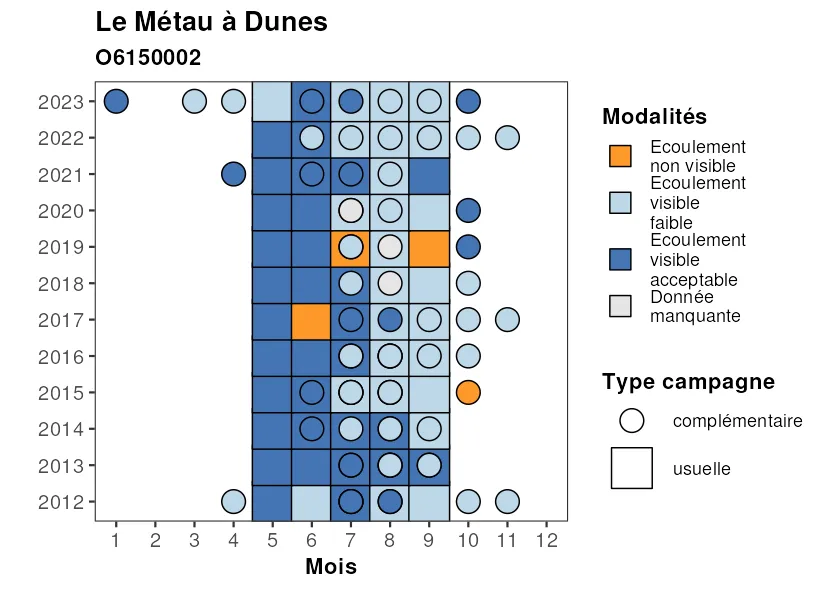 Le Métau à Dunes
O6150002
2023
2022
2021
2020
2019
2018
2017
2016
2015
2014
2013
2012
1 2 3 4 5 6 7 8 9 10 11 12
Mois
Modalités
Ecoulement
non visible
Ecoulement
visible
faible
Ecoulement
visible
acceptable
Donnée
manquante
Type campagne
complémentaire
usuelle